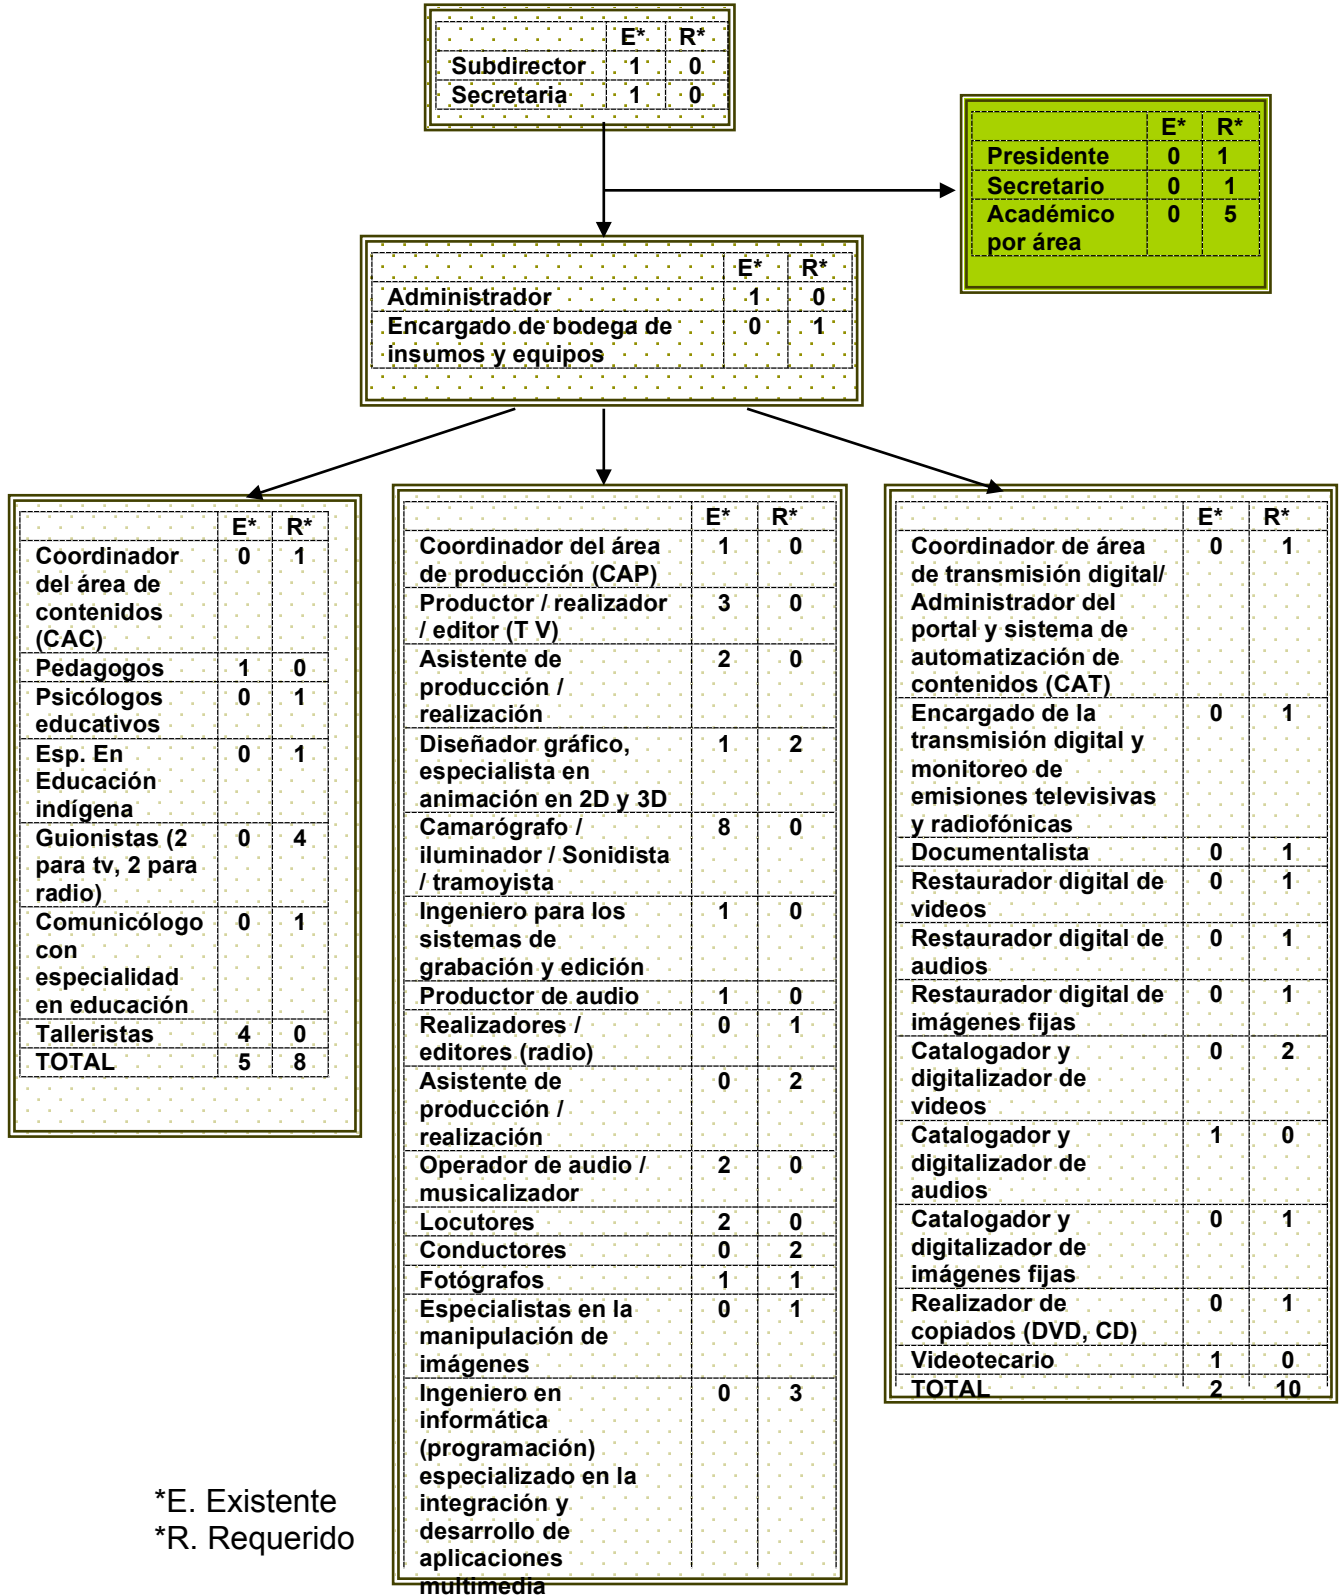 E* R*
Subdirector 1 0
Secretaria 1 0
E* R*
Presidente 0 1
Secretario 0 1
Académico 0 5
por área
E* R*
Administrador 1 0
Encargado de bodega de 0 1
insumos y equipos
E* R*
Coordinador 0 1
del área de
contenidos
(CAC)
Pedagogos 1 0
Psicólogos 0 1
educativos
Esp. En 0 1
Educación
indígena
Guionistas (2 0 4
para tv, 2 para
radio)
Comunicólogo 0 1
con
especialidad
en educación
Talleristas 4 0
TOTAL 5 8
E* R*
Coordinador del área 1 0
de producción (CAP)
Productor / realizador 3 0
/ editor (T V)
Asistente de 2 0
producción /
realización
Diseñador gráfico, 1 2
especialista en
animación en 2D y 3D
Camarógrafo / 8 0
iluminador / Sonidista
/ tramoyista
Ingeniero para los 1 0
sistemas de
grabación y edición
Productor de audio 1 0
Realizadores / 0 1
editores (radio)
Asistente de 0 2
producción /
realización
Operador de audio / 2 0
musicalizador
Locutores 2 0
Conductores 0 2
Fotógrafos 1 1
Especialistas en la 0 1
manipulación de
imágenes
Ingeniero en 0 3
informática
(programación)
especializado en la
integración y
desarrollo de
aplicaciones
multimedia
E* R*
Coordinador de área 0 1
de transmisión digital/
Administrador del
portal y sistema de
automatización de
contenidos (CAT)
Encargado de la 0 1
transmisión digital y
monitoreo de
emisiones televisivas
y radiofónicas
Documentalista 0 1
Restaurador digital de 0 1
videos
Restaurador digital de 0 1
audios
Restaurador digital de 0 1
imágenes fijas
Catalogador y 0 2
digitalizador de
videos
Catalogador y 1 0
digitalizador de
audios
Catalogador y 0 1
digitalizador de
imágenes fijas
Realizador de 0 1
copiados (DVD, CD)
Videotecario 1 0
TOTAL 2 10
*E. Existente
*R. Requerido